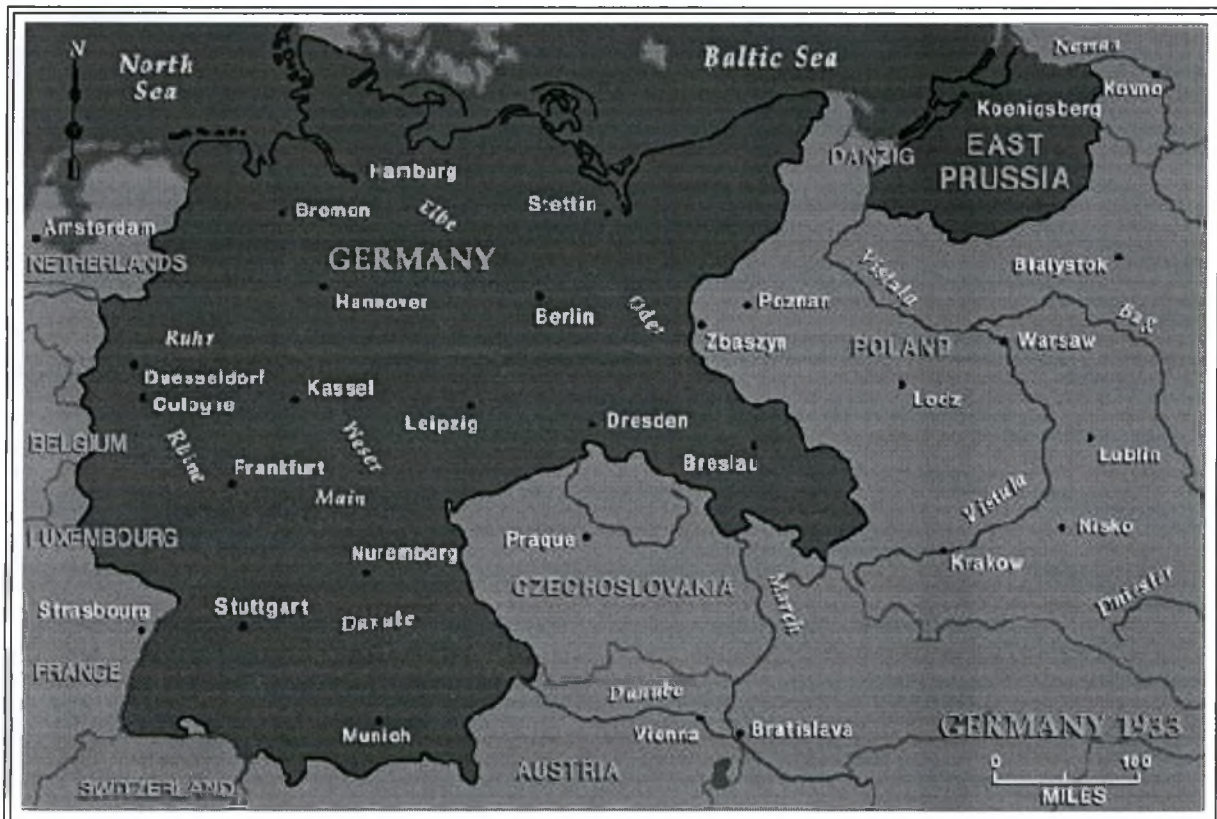 N
North
Sea
Baltic Sea
Neman
Kovno
Koenigsberg
EAST
PRUSSIA
DANZIG
Hamburg
Bremen
Elbe
Stettin
Amsterdam
NETHERLANDS
GERMANY
Hannover
Berlin
Oder
Vistula
Bialystok
Bug
Poznan
Zbaszyn
POLAND
Warsaw
Ruhr
Duesseldorf
Cologne
Kassel
Leipzig
Weser
Dresden
Lodz
BELGIUM
Rhine
Frankfurt
Main
Breslau
Lublin
Vistula
LUXEMBOURG
Nuremberg
Prague
CZECHOSLOVAKIA
March
Krakow
Nisko
Dniester
Strasbourg
Stuttgart
Danube
FRANCE
Danube
Munich
Vienna
Bratislava
GERMANY 1933
SWITZERLAND
AUSTRIA
0 100
MILES